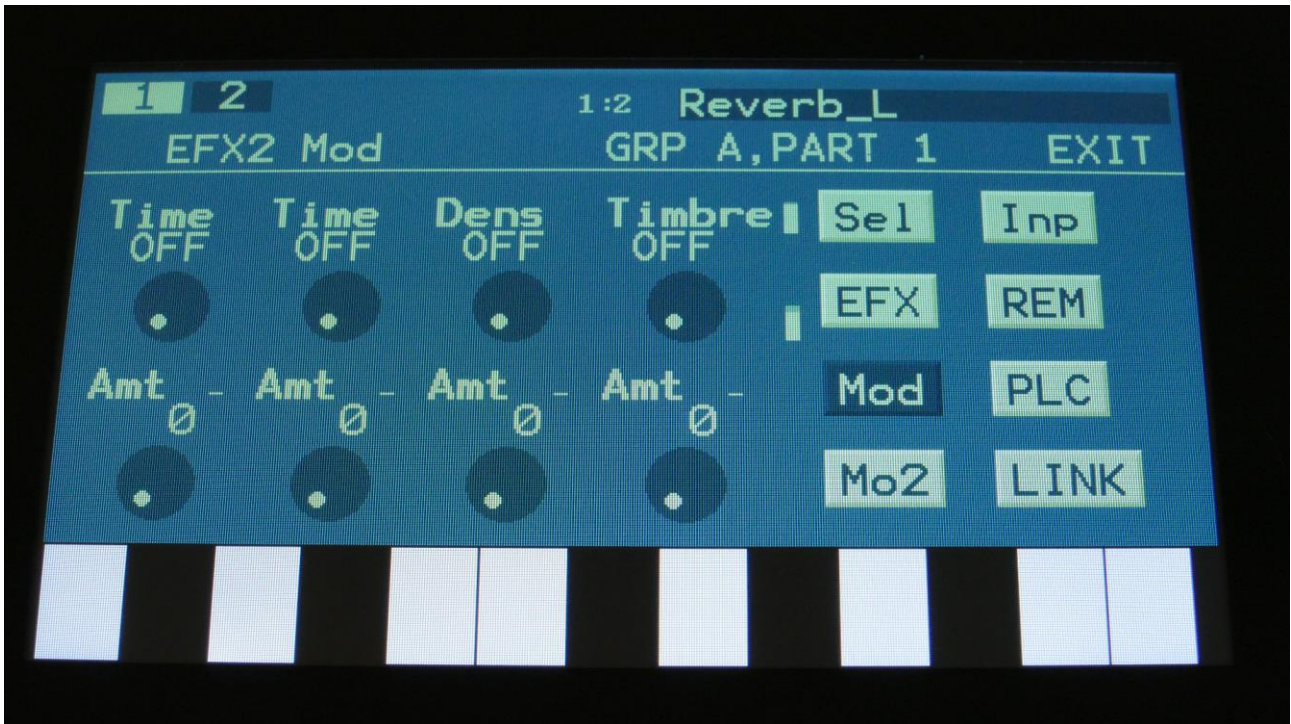 1 2 1:2 Reverb_L
EFX2 Mod GRP A,PART 1 EXIT
Time Time Dens Timbre Sel Inp
OFF OFF OFF OFF
EFX REM
Amt - Amt - Amt - Amt - Mod PLC
0 0 0 0
Mo2 LINK